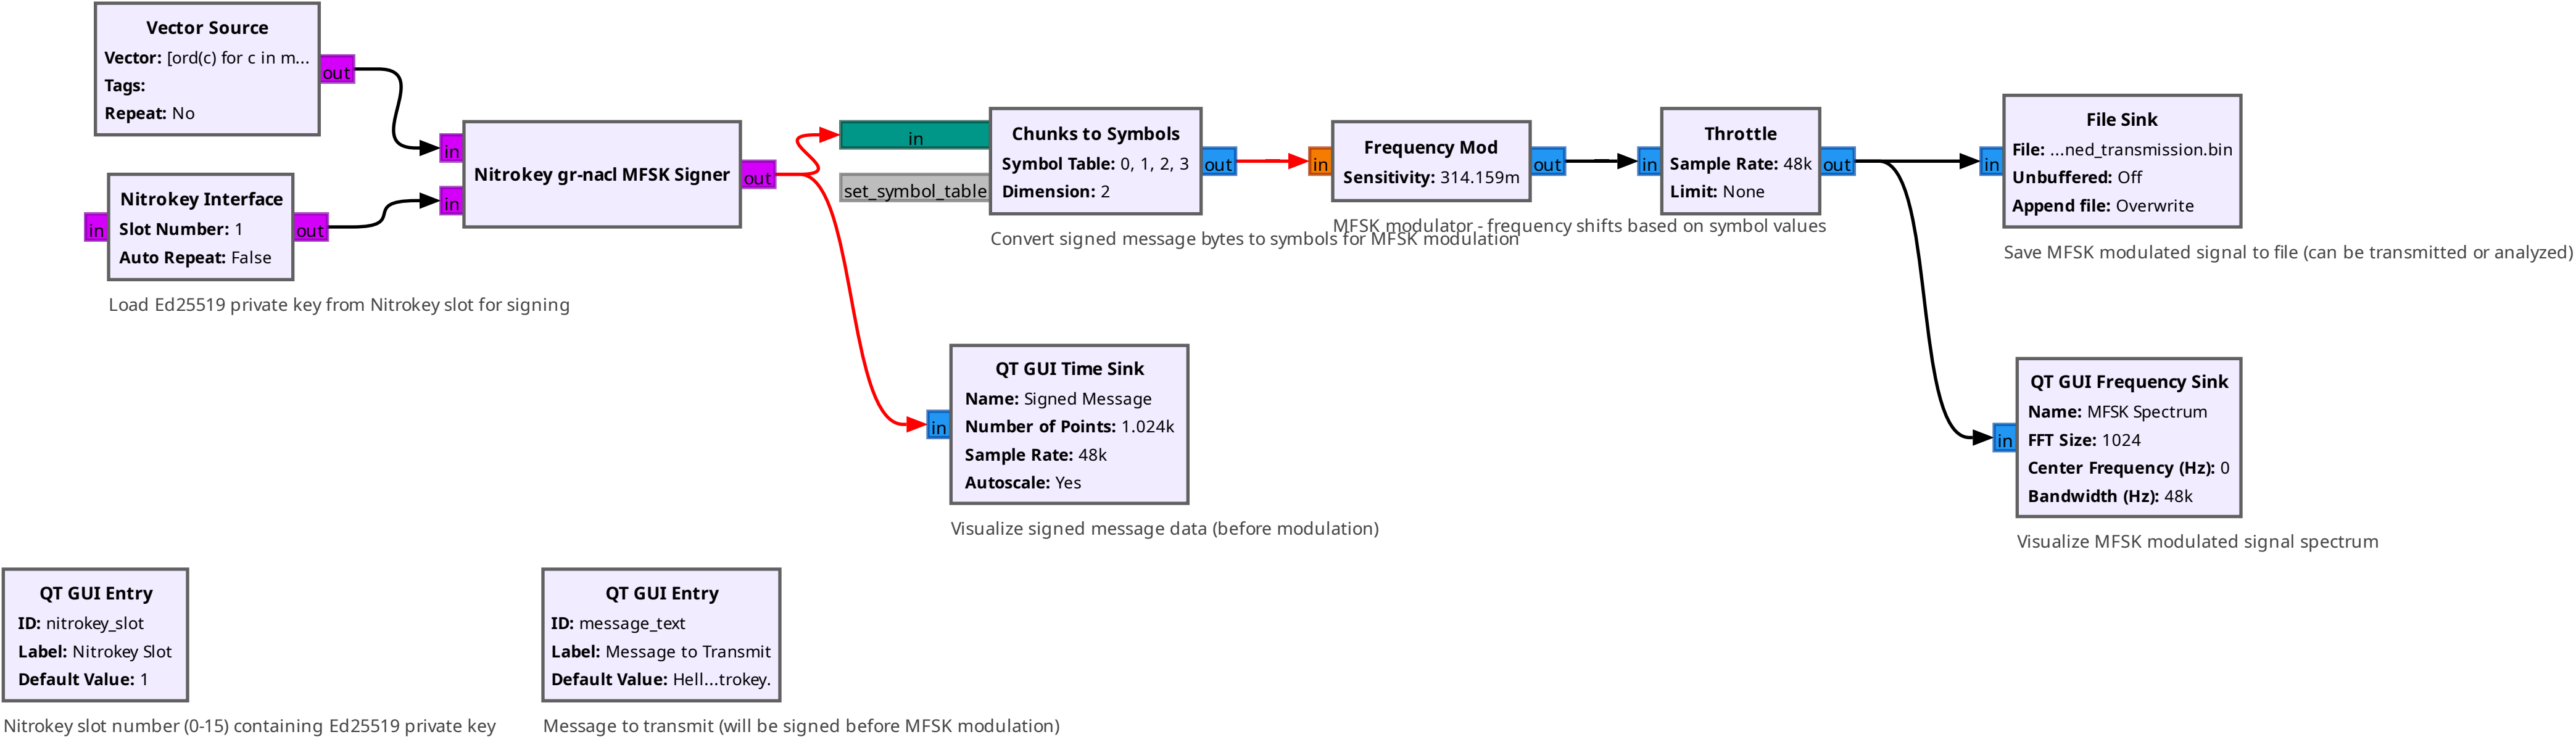 Vector Source
Vector: [ord(c) for c in m...
Tags:
Repeat: No
out
in
Nitrokey Interface
Slot Number: 1
Auto Repeat: False
out
Load Ed25519 private key from Nitrokey slot for signing
in
in
Nitrokey gr-nacl MFSK Signer
out
in
set_symbol_table
Chunks to Symbols
Symbol Table: 0, 1, 2, 3
Dimension: 2
out
Convert signed message bytes to symbols for MFSK modulation
in
Frequency Mod
Sensitivity: 314.159m
out
MFSK modulator - frequency shifts based on symbol values
in
Throttle
Sample Rate: 48k
Limit: None
out
in
File Sink
File: ...ned_transmission.bin
Unbuffered: Off
Append file: Overwrite
Save MFSK modulated signal to file (can be transmitted or analyzed)
in
QT GUI Time Sink
Name: Signed Message
Number of Points: 1.024k
Sample Rate: 48k
Autoscale: Yes
Visualize signed message data (before modulation)
in
QT GUI Frequency Sink
Name: MFSK Spectrum
FFT Size: 1024
Center Frequency (Hz): 0
Bandwidth (Hz): 48k
Visualize MFSK modulated signal spectrum
QT GUI Entry
ID: nitrokey_slot
Label: Nitrokey Slot
Default Value: 1
Nitrokey slot number (0-15) containing Ed25519 private key
QT GUI Entry
ID: message_text
Label: Message to Transmit
Default Value: Hell...trokey.
Message to transmit (will be signed before MFSK modulation)